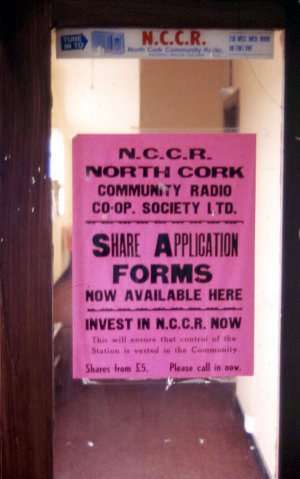 TUNE
IN TO
N.C.C.R.
North Cork Community Radio.
N.C.C.R.
NORTH CORK
COMMUNITY RADIO
CO-OP. SOCIETY LTD.
SHARE APPLICATION
FORMS
NOW AVAILABLE HERE
INVEST IN N.C.C.R. NOW
This will ensure that control of the
Station is vested in the Community.
Shares from £5. Please call in now.